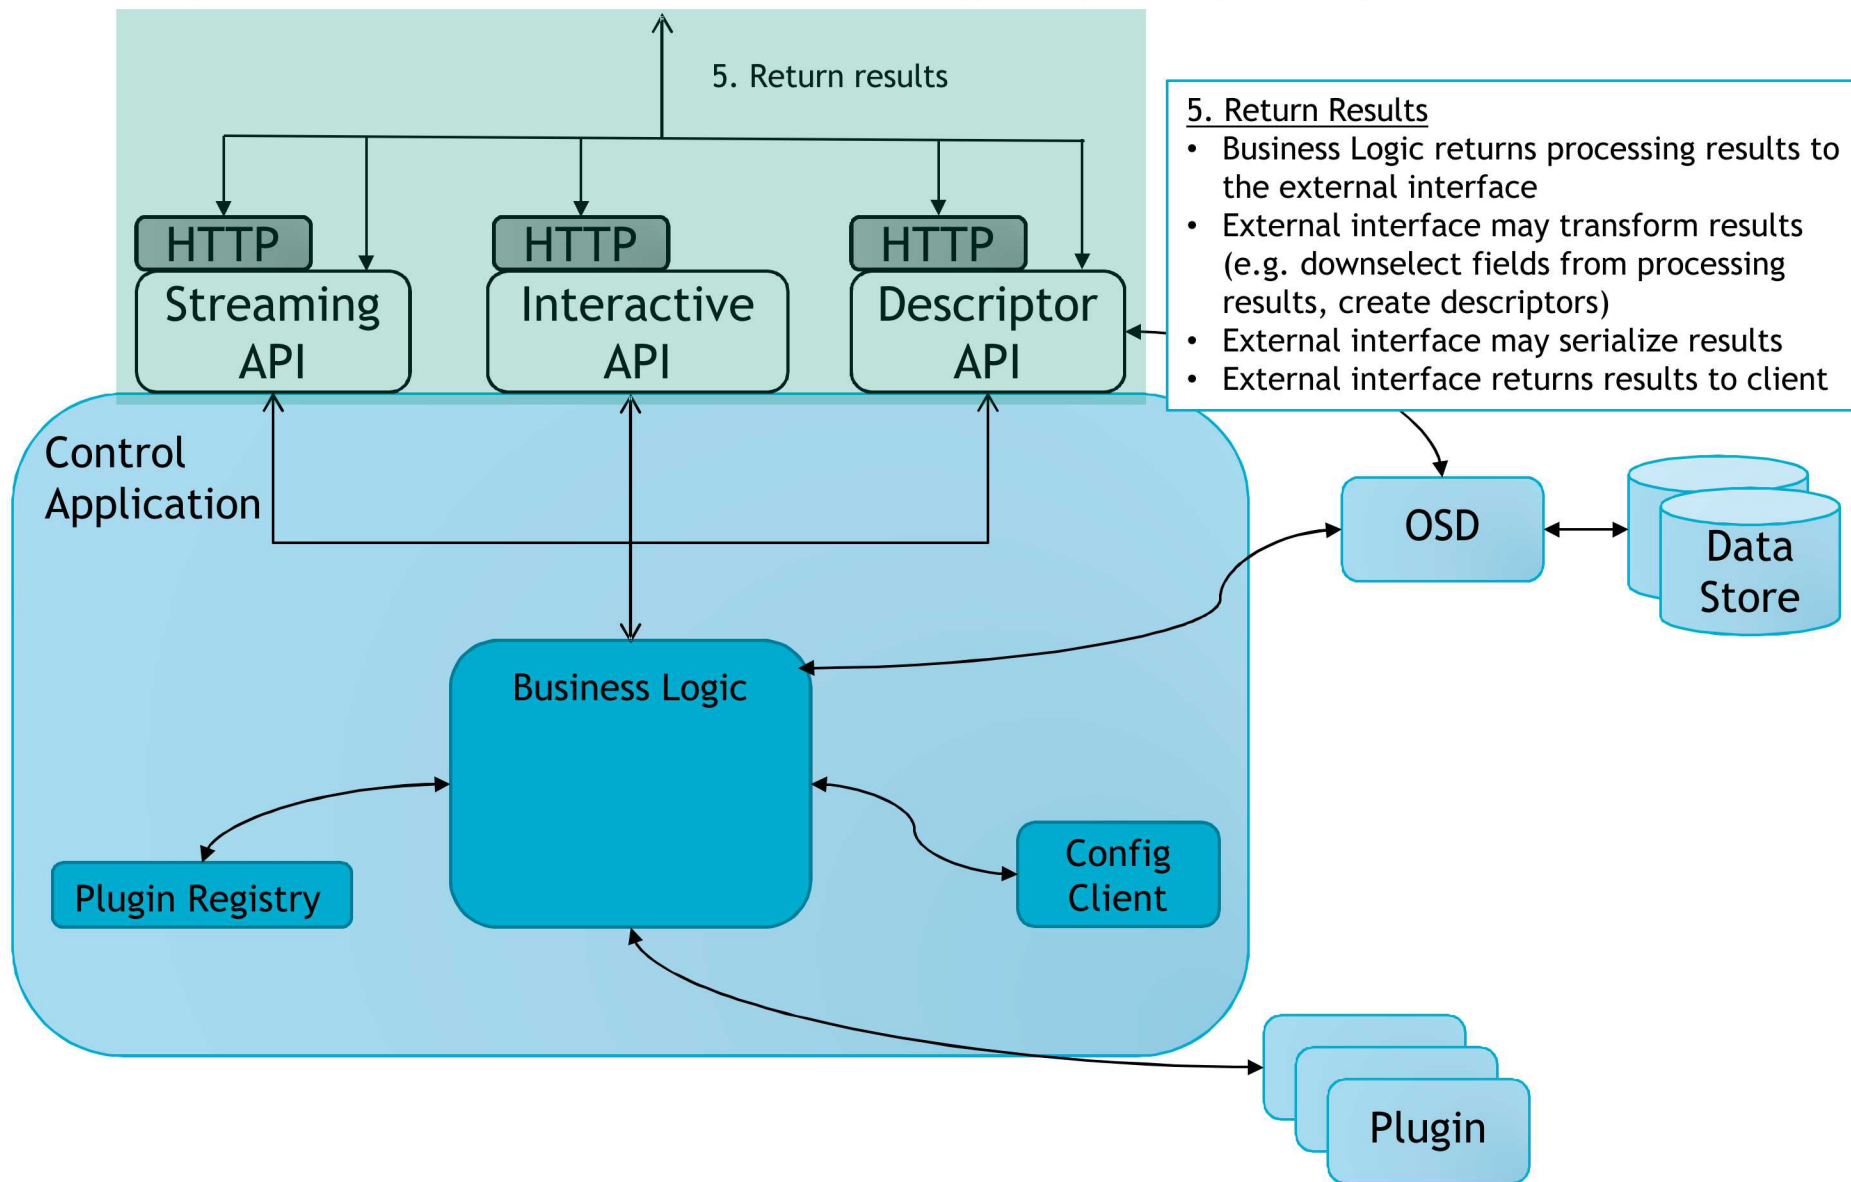 5. Return results
5. Return Results
• Business Logic returns processing results to
the external interface
• External interface may transform results
(e.g. downselect fields from processing
results, create descriptors)
• External interface may serialize results
• External interface returns results to client
HTTP
HTTP
HTTP
Streaming
API
Interactive
API
Descriptor
API
Control
Application
OSD
Data
Store
Business Logic
Plugin Registry
Config
Client
Plugin